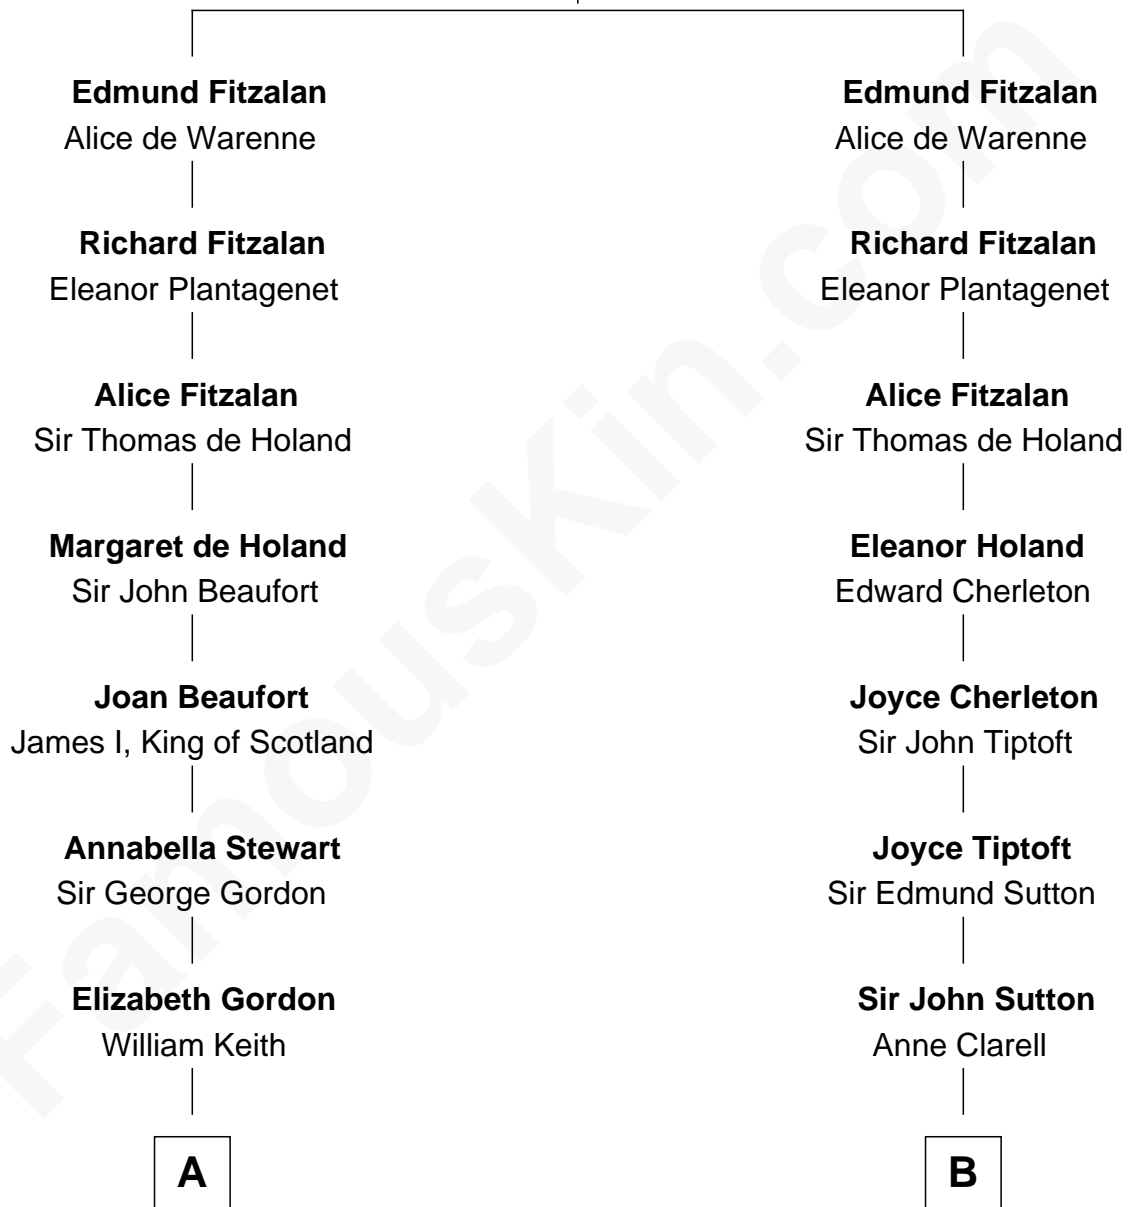 Edmund Fitzalan
Alice de Warenne
Richard Fitzalan
Eleanor Plantagenet
Alice Fitzalan
Sir Thomas de Holand
Margaret de Holand
Sir John Beaufort
Joan Beaufort
James I, King of Scotland
Annabella Stewart
Sir George Gordon
Elizabeth Gordon
William Keith
A
Edmund Fitzalan
Alice de Warenne
Richard Fitzalan
Eleanor Plantagenet
Alice Fitzalan
Sir Thomas de Holand
Eleanor Holand
Edward Cherleton
Joyce Cherleton
Sir John Tiptoft
Joyce Tiptoft
Sir Edmund Sutton
Sir John Sutton
Anne Clarell
B
FamousKin.com